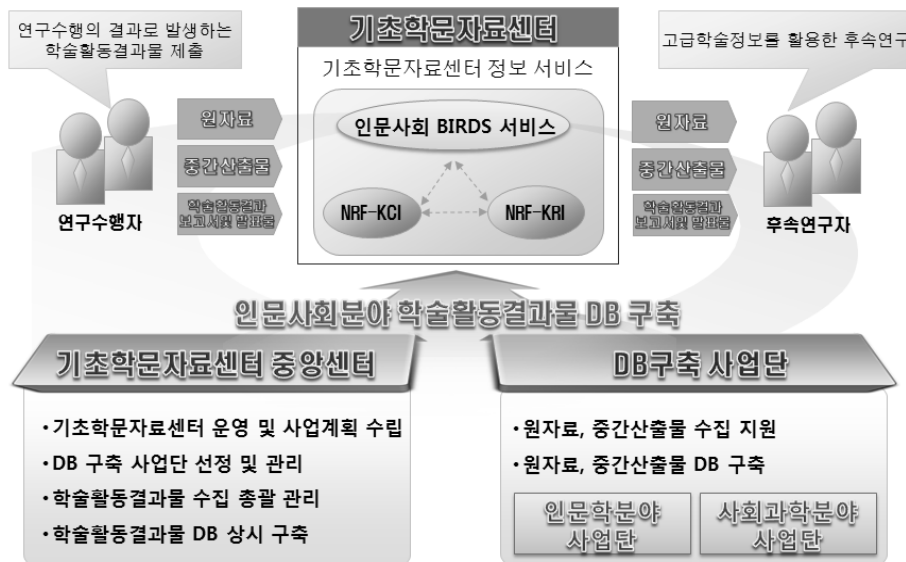 연구수행의 결과로 발생하는
학술활동결과물 제출
기초학문자료센터
고급학술정보를 활용한 후속연구
기초학문자료센터 정보 서비스
원자료
중간산출물
학술활동결과
보고서및 발표물
연구수행자
인문사회 BIRDS 서비스
NRF-KCI
NRF-KRI
원자료
중간산출물
학술활동결과
보고서및 발표물
후속연구자
인문사회분야 학술활동결과물 DB 구축
기초학문자료센터 중앙센터
•기초학문자료센터 운영 및 사업계획 수립
•DB 구축 사업단 선정 및 관리
•학술활동결과물 수집 총괄 관리
•학술활동결과물 DB 상시 구축
DB구축 사업단
•원자료, 중간산출물 수집 지원
•원자료, 중간산출물 DB 구축
인문학분야
사업단
사회과학분야
사업단